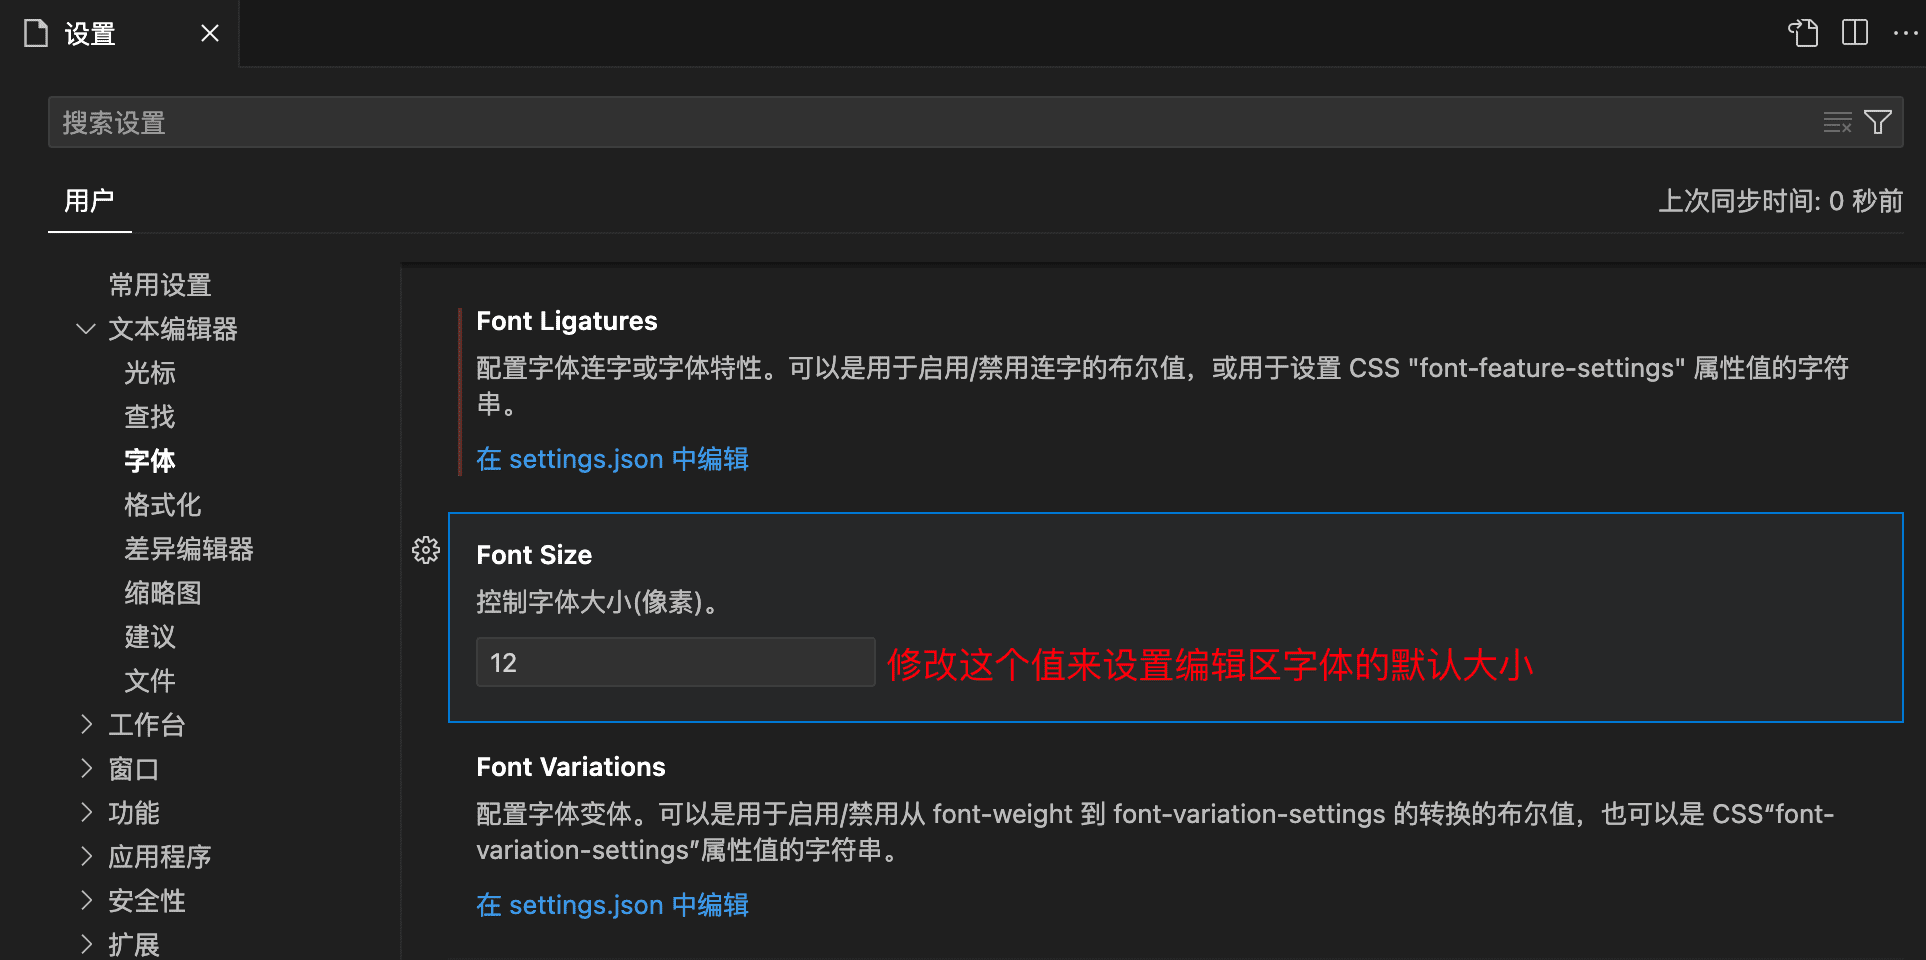 设置
搜索设置
用户
上次同步时间: 0 秒前
常用设置
文本编辑器
光标
查找
字体
格式化
差异编辑器
缩略图
建议
文件
工作台
窗口
功能
应用程序
安全性
扩展
Font Ligatures
配置字体连字或字体特性。可以是用于启用/禁用连字的布尔值，或用于设置 CSS "font-feature-settings" 属性值的字符
串。
在 settings.json 中编辑
Font Size
控制字体大小(像素)。
12
修改这个值来设置编辑区字体的默认大小
Font Variations
配置字体变体。可以是用于启用/禁用从 font-weight 到 font-variation-settings 的转换的布尔值，也可以是 CSS“font-
variation-settings”属性值的字符串。
在 settings.json 中编辑